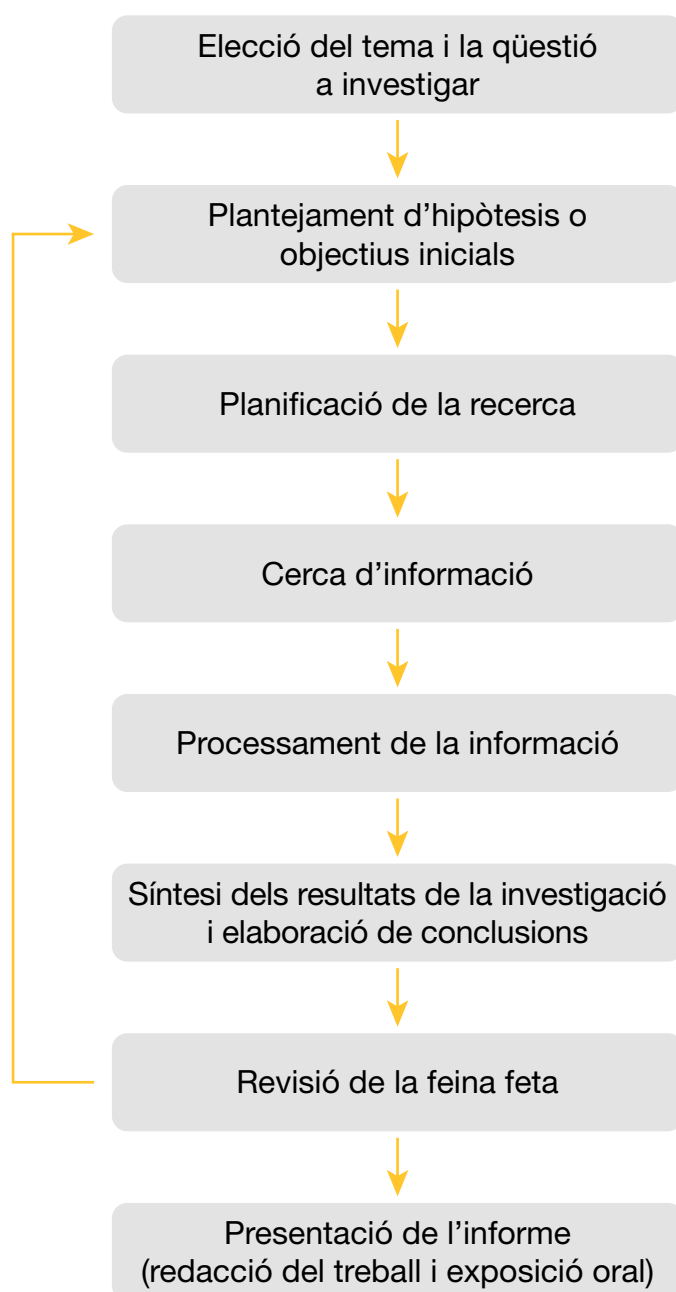 Elecció del tema i la qüestió
a investigar
Plantejament d’hipòtesis o
objectius inicials
Planificació de la recerca
Cerca d’informació
Processament de la informació
Síntesi dels resultats de la investigació
i elaboració de conclusions
Revisió de la feina feta
Presentació de l’informe
(redacció del treball i exposició oral)